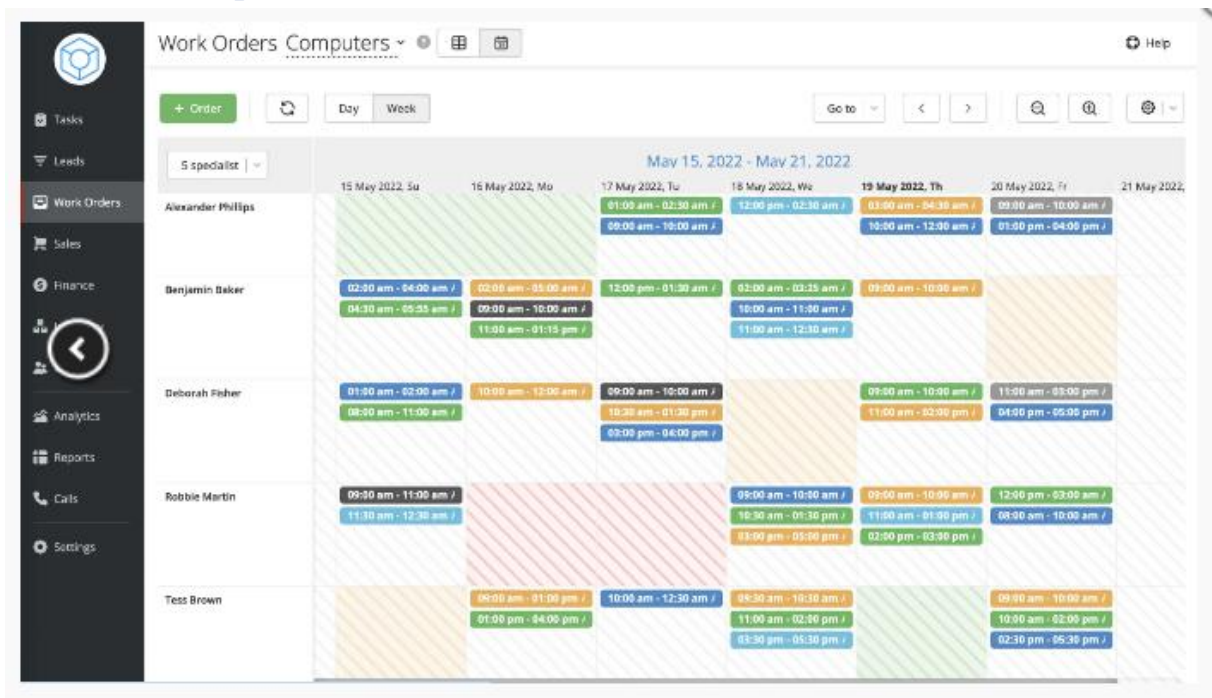 Work Orders Computers
Help
+ Order
Day Week
Go to
Tasks
Leads
Work Orders
Sales
Finance
Analytics
Reports
Calls
Settings
5 specialist
May 15, 2022 - May 21, 2022
15 May 2022, Su 16 May 2022, Mo 17 May 2022, Tu 18 May 2022, We 19 May 2022, Th 20 May 2022, Fr 21 May 2022,
Alexander Phillips
01:00 am - 02:30 am / 12:00 pm - 02:30 am / 03:00 am - 04:30 am / 09:00 am - 10:00 am /
09:00 am - 10:00 am / 10:00 am - 12:00 am / 01:00 pm - 04:00 pm /
Benjamin Baker
02:00 am - 04:00 am / 02:00 am - 05:00 am / 12:00 pm - 01:30 am / 02:00 am - 03:25 am / 09:00 am - 10:00 am /
04:30 am - 05:55 am / 09:00 am - 10:00 am / 10:00 am - 11:00 am /
11:00 am - 01:15 pm / 11:00 am - 12:30 am /
Deborah Fisher
01:00 am - 02:00 am / 10:00 am - 12:00 am / 09:00 am - 10:00 am / 09:00 am - 10:00 am / 11:00 am - 03:00 pm /
08:00 am - 11:00 am / 10:30 am - 01:30 pm / 11:00 am - 02:00 pm / 04:00 pm - 05:00 pm /
03:00 pm - 04:00 pm /
Robbie Martin
09:00 am - 11:00 am / 09:00 am - 10:00 am / 09:00 am - 10:00 am / 12:00 pm - 03:00 am /
11:30 am - 12:30 am / 10:30 am - 01:30 pm / 11:00 am - 01:00 pm / 08:00 am - 10:00 am /
03:00 pm - 05:00 pm / 02:00 pm - 03:00 pm /
Tess Brown
09:00 am - 01:00 pm / 10:00 am - 12:30 am / 09:30 am - 10:30 am / 09:00 am - 10:00 am /
01:00 pm - 04:00 pm / 11:00 am - 02:00 pm / 10:00 am - 02:00 pm /
03:30 pm - 05:30 pm / 02:30 pm - 05:30 pm /